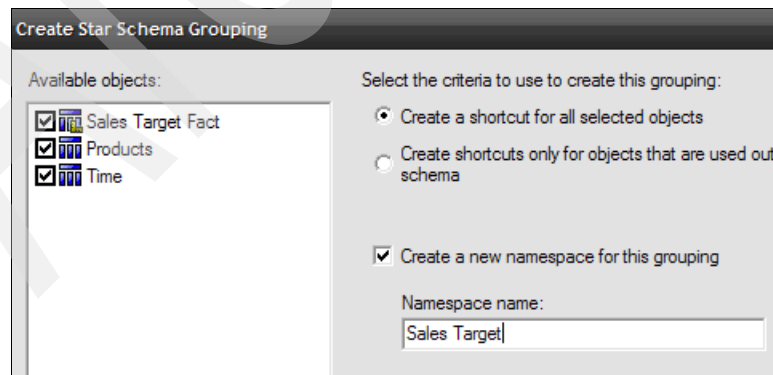 Create Star Schema Grouping
Available objects:
Sales Target Fact
Products
Time
Select the criteria to use to create this grouping:
Create a shortcut for all selected objects
Create shortcuts only for objects that are used out
schema
Create a new namespace for this grouping
Namespace name:
Sales Target